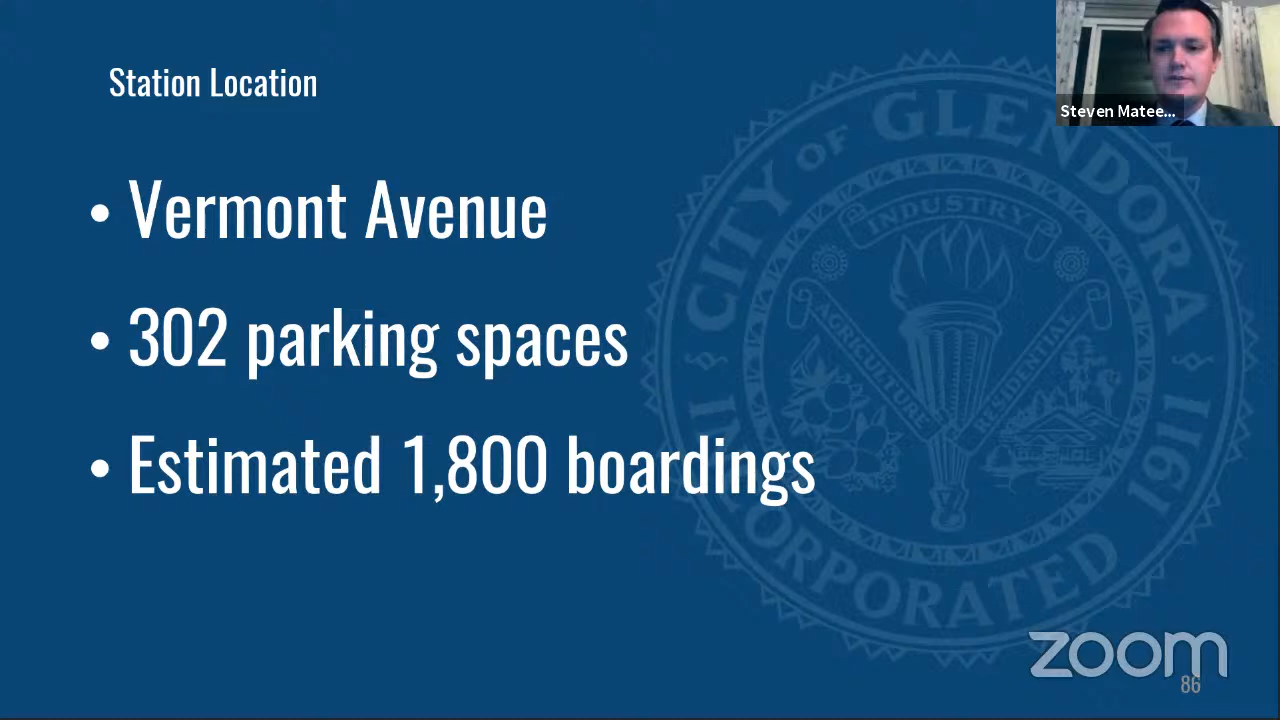 Station Location
Steven Matee...
• Vermont Avenue
• 302 parking spaces
• Estimated 1,800 boardings
CITY OF GLENDORA
INDUSTRY
AGRICULTURE
RESIDENTIAL
INCORPORATED 1911
zoom
86